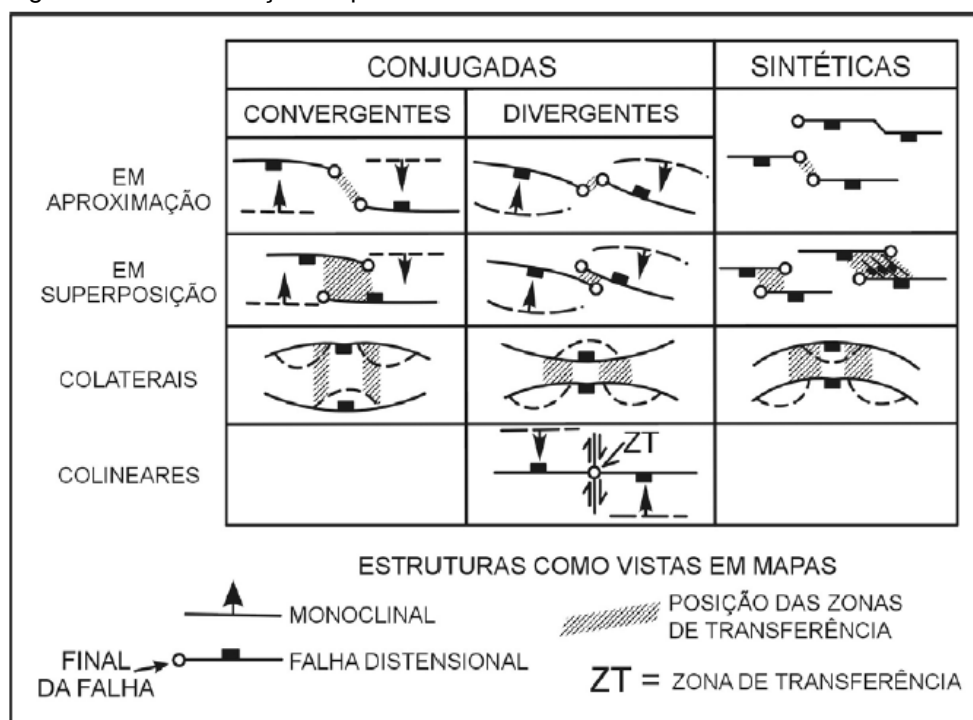 CONJUGADAS
SINTÉTICAS
CONVERGENTES
DIVERGENTES
EM
APROXIMAÇÃO
EM
SUPERPOSIÇÃO
COLATERAIS
COLINEARES
ZT
ESTRUTURAS COMO VISTAS EM MAPAS
MONOCLINAL
POSIÇÃO DAS ZONAS
DE TRANSFERÊNCIA
FINAL
DA FALHA
FALHA DISTENSIONAL
ZT = ZONA DE TRANSFERÊNCIA